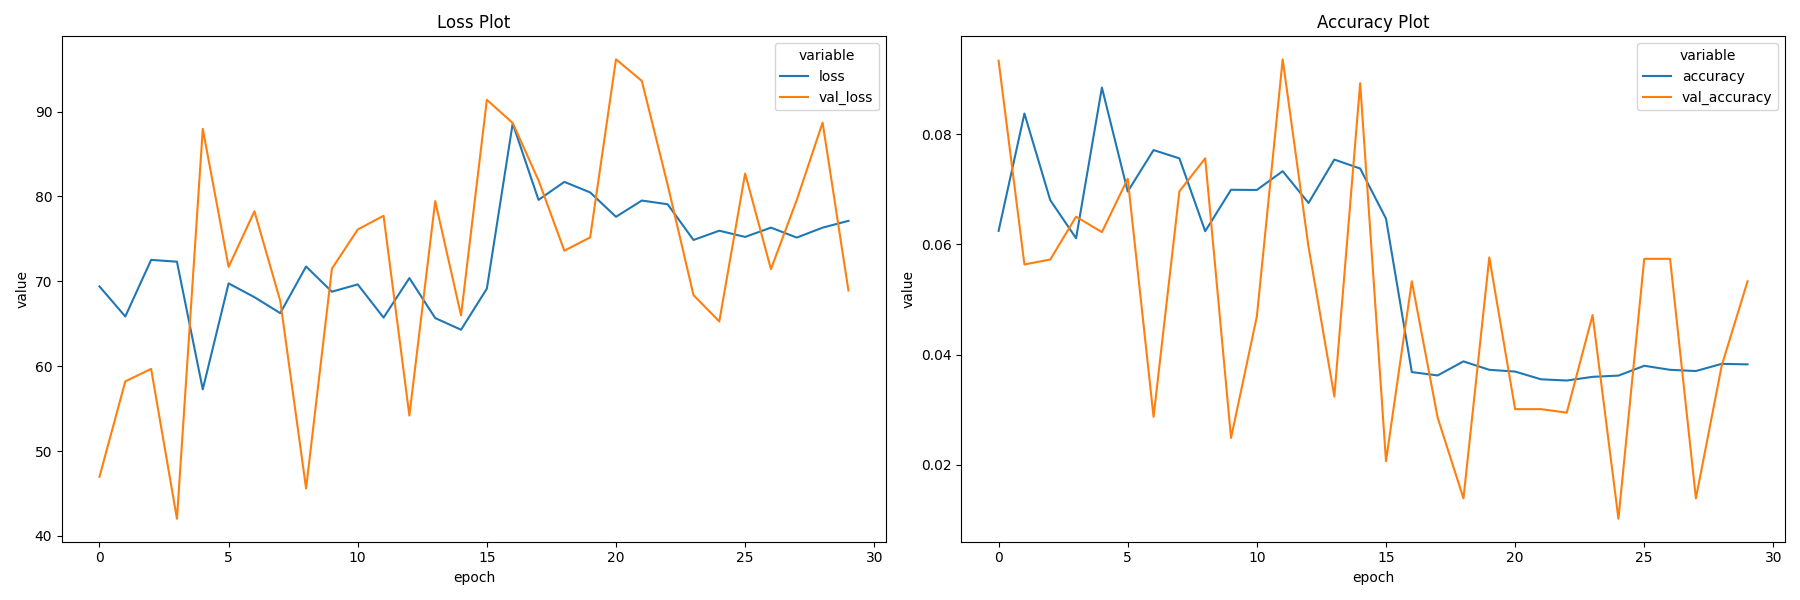 Loss Plot
variable
loss
val_loss
value
90
80
70
60
50
40
0 5 10 15 20 25 30
epoch
Accuracy Plot
variable
accuracy
val_accuracy
value
0.08
0.06
0.04
0.02
0 5 10 15 20 25 30
epoch